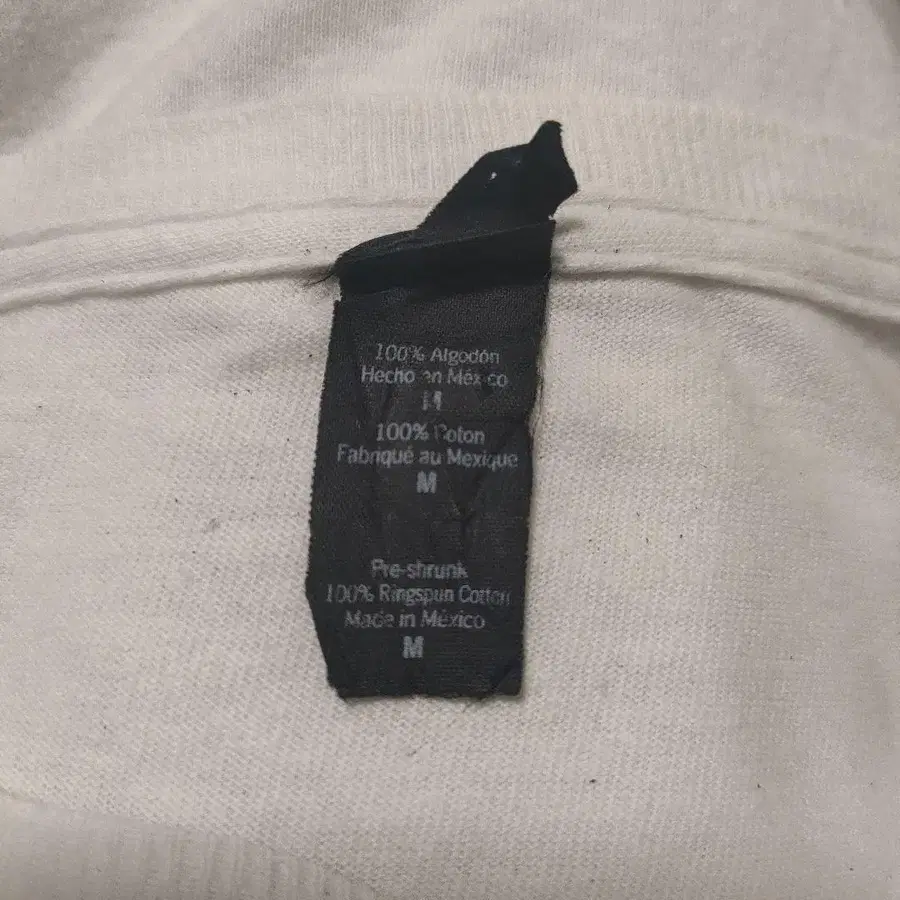 100% Algodón
Hecho en México
M
100% Coton
Fabriqué au Mexique
M
Pre-shrunk
100% Ringspun Cotton
Made in México
M